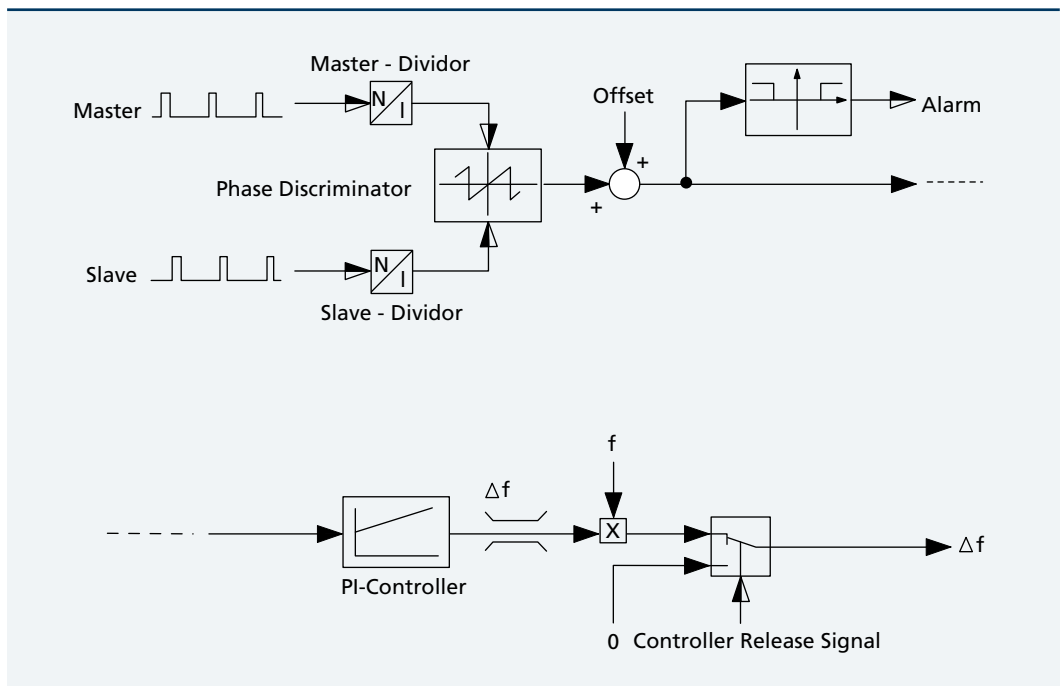 Master - Dividor
Master
N
I
Offset
+
+
Alarm
Phase Discriminator
Slave
N
I
Slave - Dividor
f
Δf
X
Δf
PI-Controller
0
Controller Release Signal